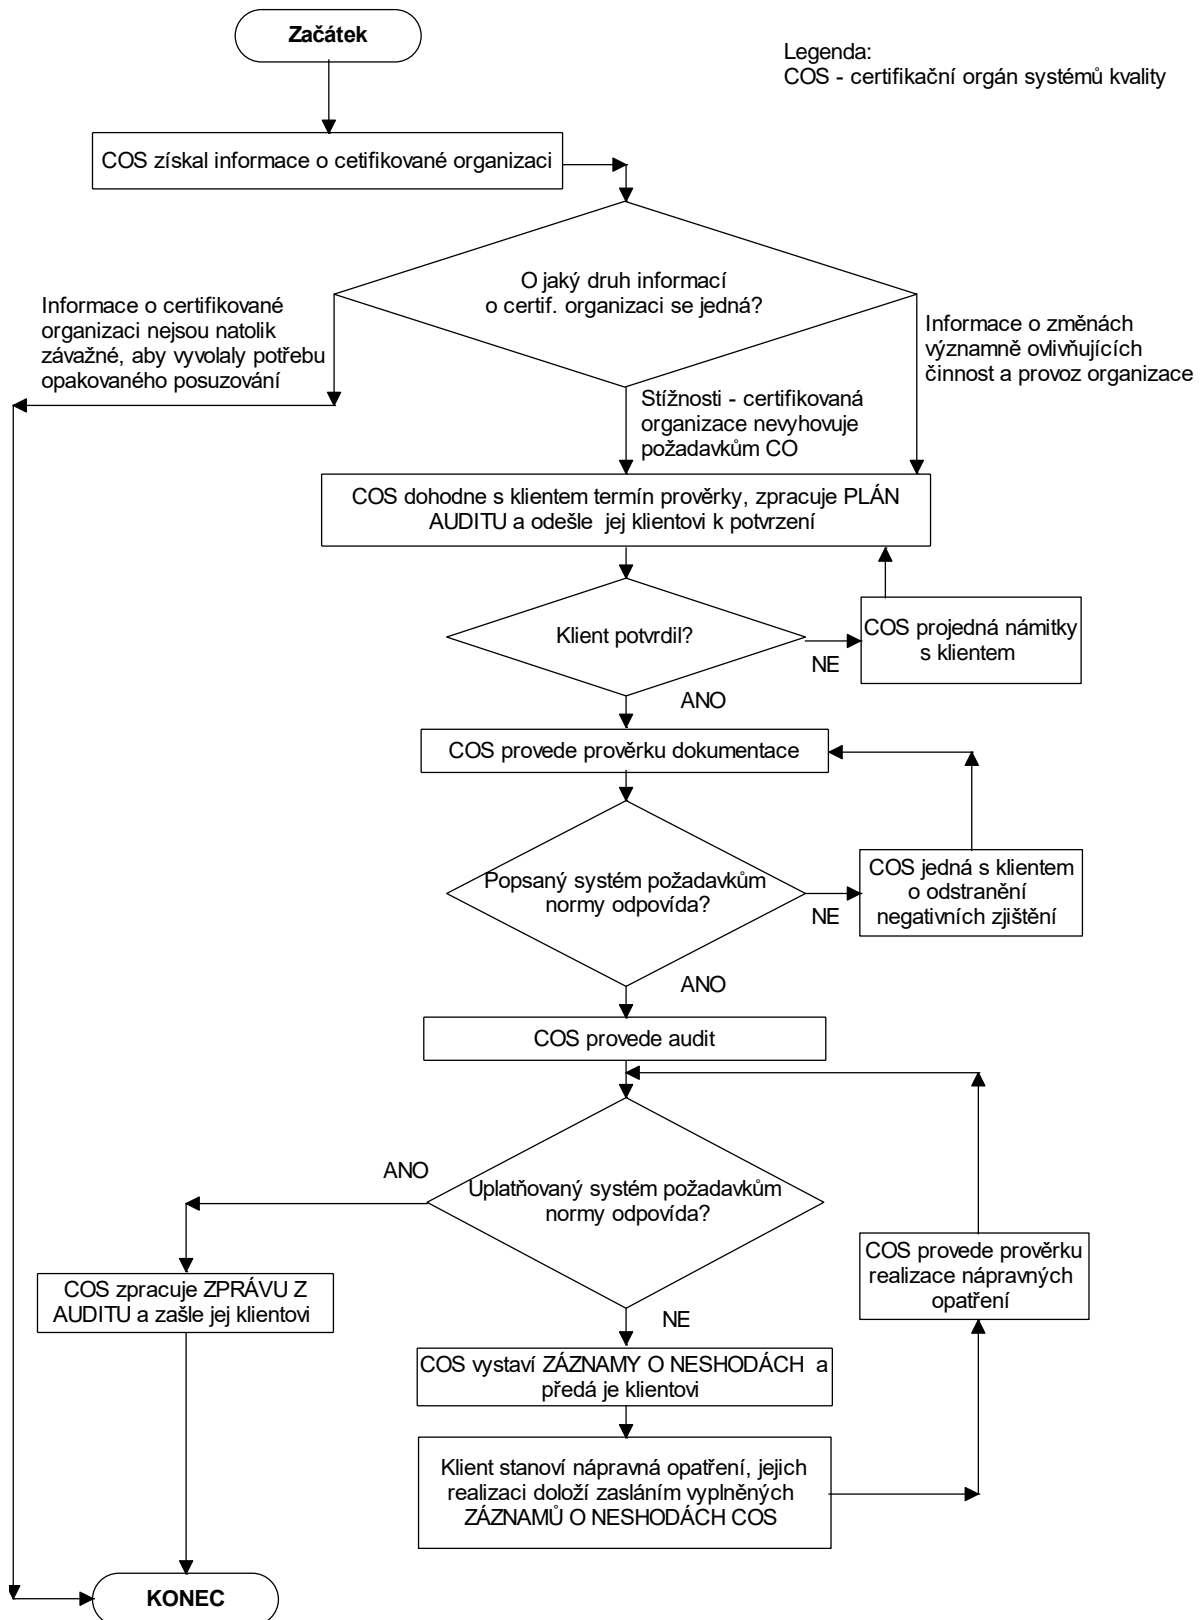 Začátek
Legenda:
COS - certifikační orgán systémů kvality
COS získal informace o cetifikované organizaci
O jaký druh informací
o certif. organizaci se jedná?
Informace o certifikované
organizaci nejsou natolik
závažné, aby vyvolaly potřebu
opakovaného posuzování
Informace o změnách
významně ovlivňujících
činnost a provoz organizace
Stížnosti - certifikovaná
organizace nevyhovuje
požadavkům CO
COS dohodne s klientem termín prověrky, zpracuje PLÁN
AUDITU a odešle jej klientovi k potvrzení
Klient potvrdil?
NE
COS projedná námitky
s klientem
ANO
COS provede prověrku dokumentace
Popsaný systém požadavkům
normy odpovída?
NE
COS jedná s klientem
o odstranění
negativních zjištění
ANO
COS provede audit
ANO
Uplatňovaný systém požadavkům
normy odpovída?
COS provede prověrku
realizace nápravných
opatření
COS zpracuje ZPRÁVU Z
AUDITU a zašle jej klientovi
NE
COS vystaví ZÁZNAMY O NESHODÁCH a
předá je klientovi
Klient stanoví nápravná opatření, jejich
realizaci doloží zasláním vyplněných
ZÁZNAMŮ O NESHODÁCH COS
KONEC